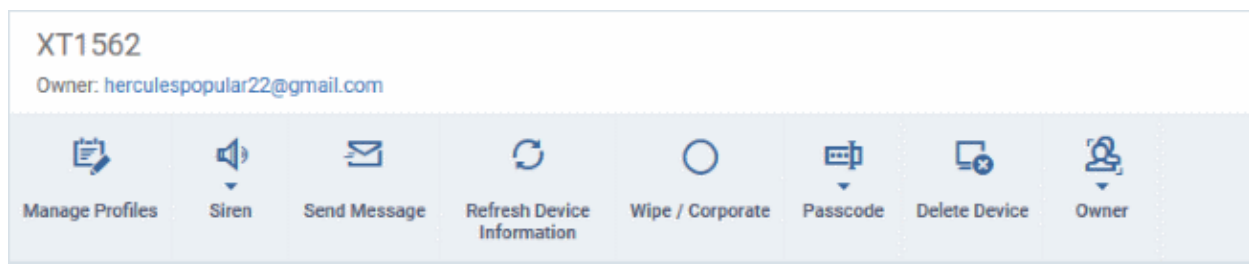 XT1562
Owner: herculespopular22@gmail.com
Manage Profiles
Siren
Send Message
Refresh Device
Information
Wipe / Corporate
Passcode
Delete Device
Owner